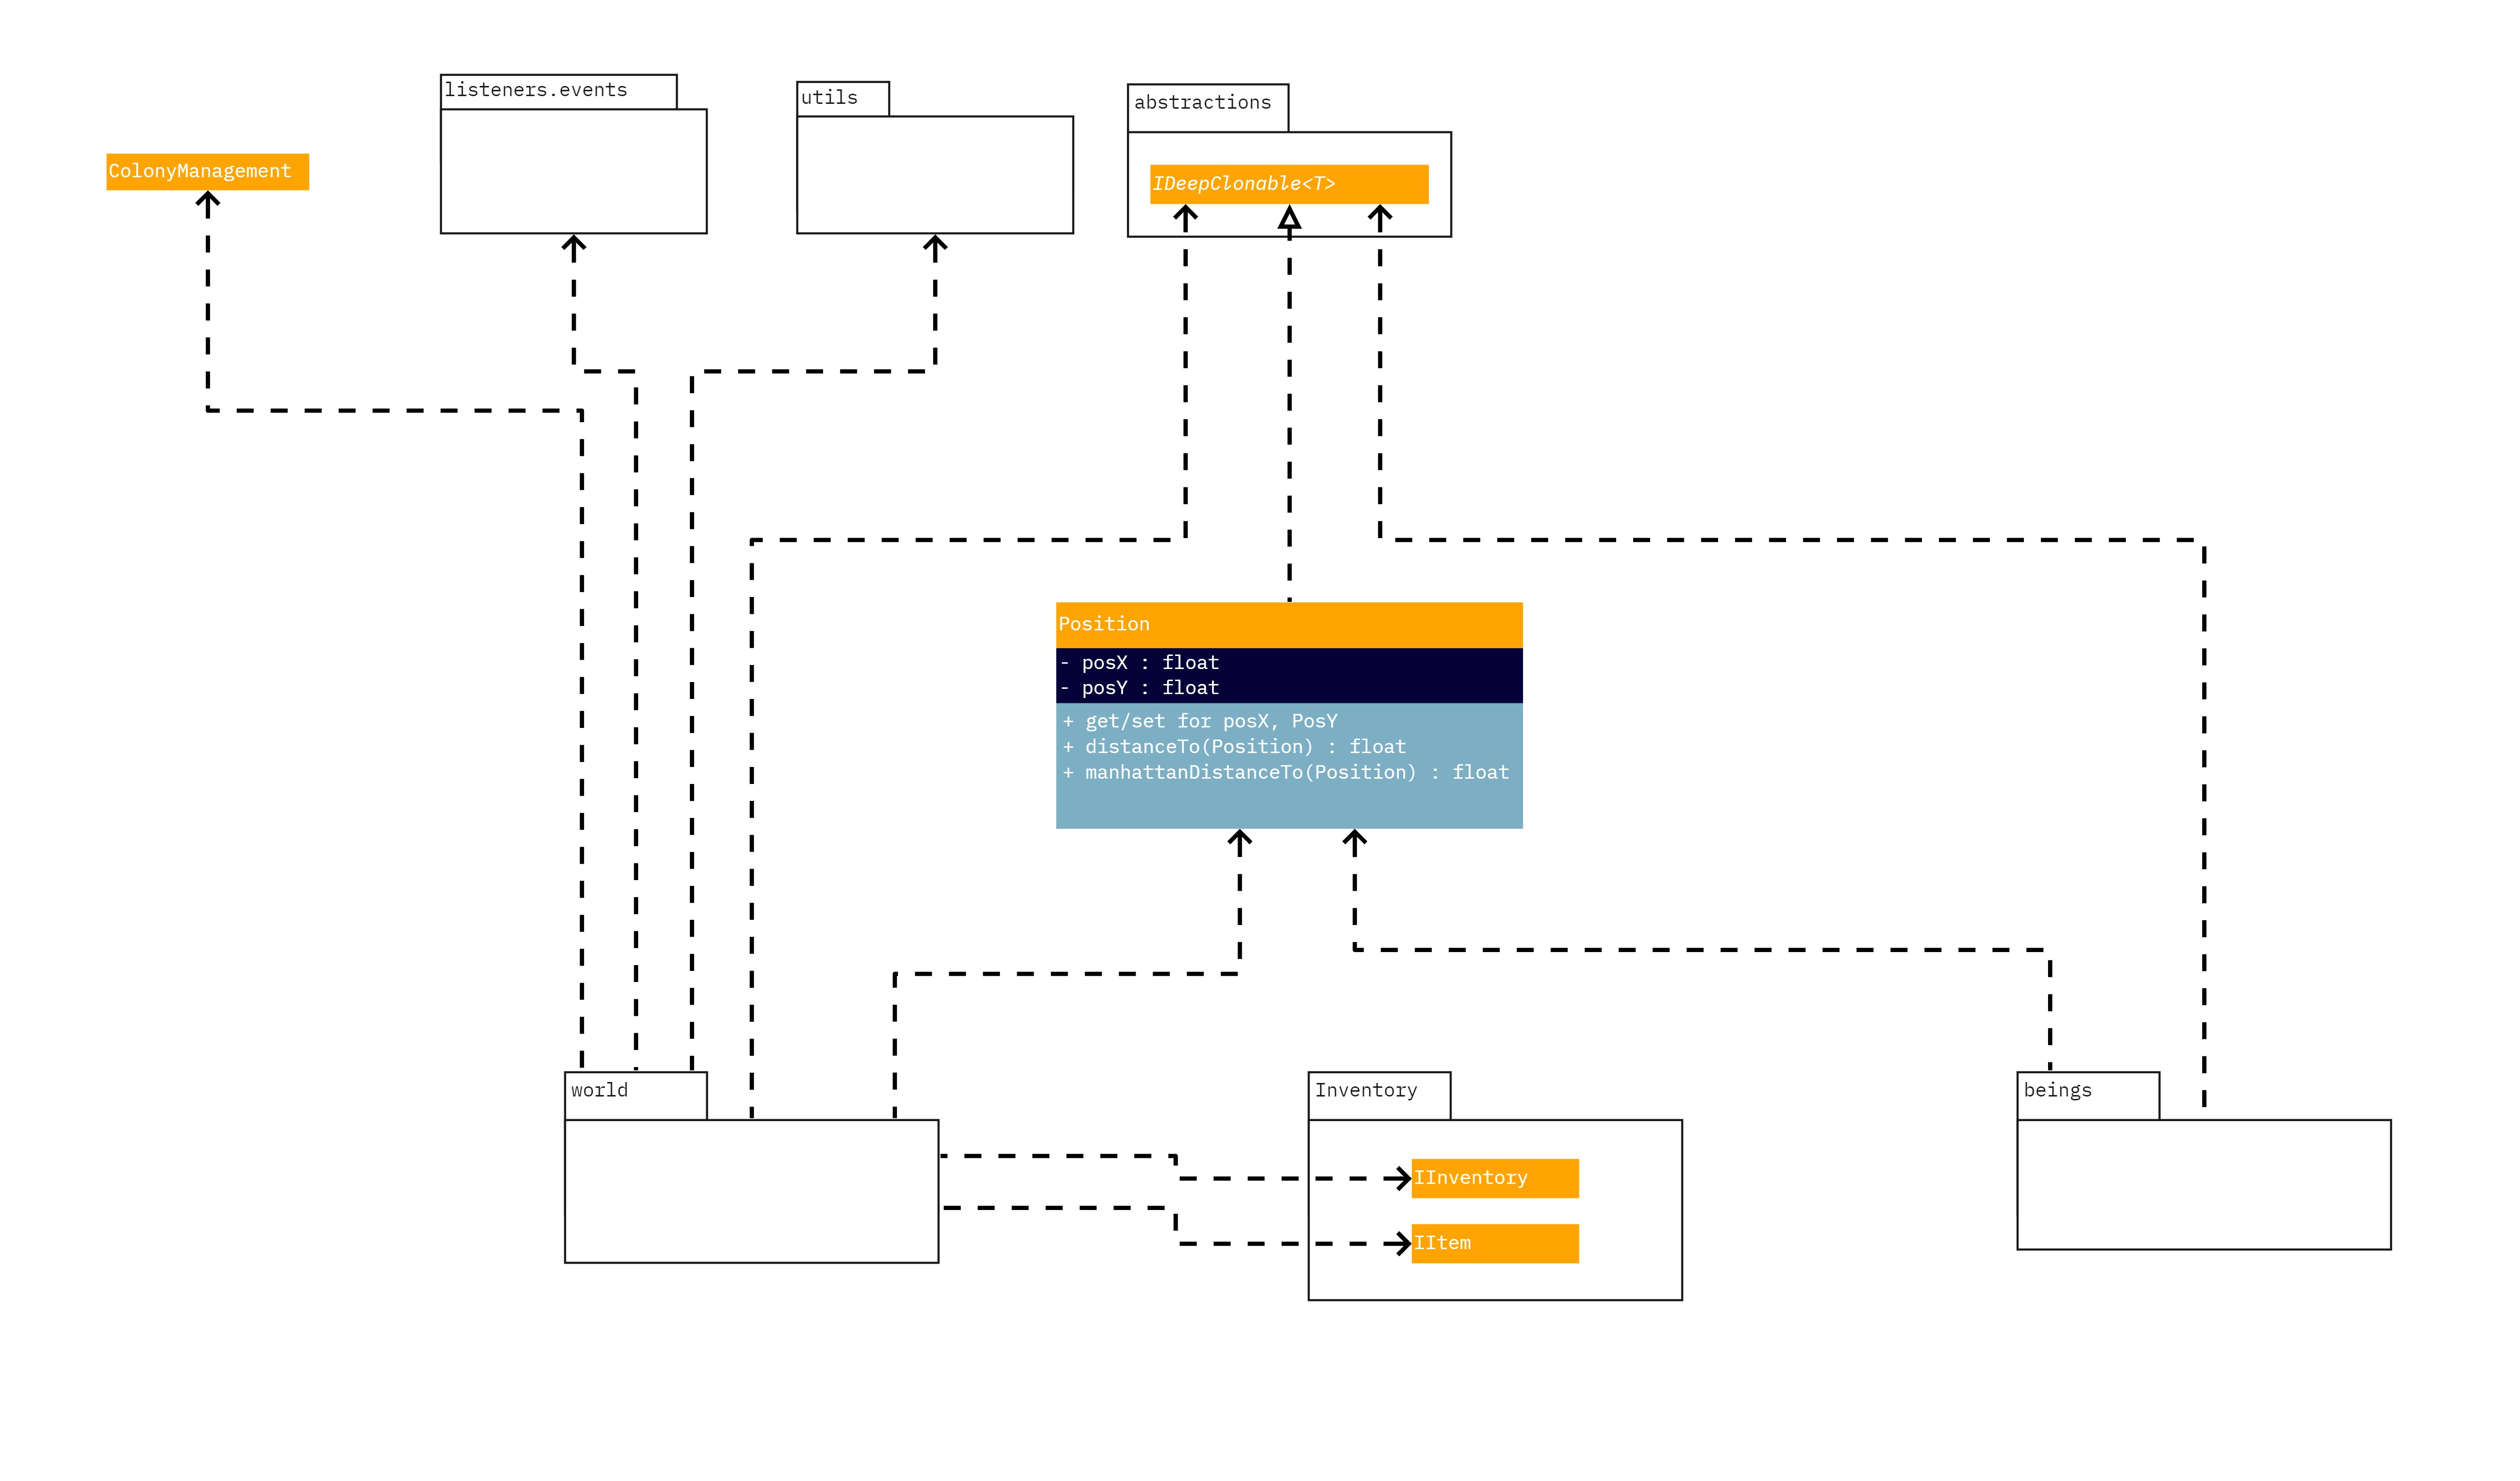 listeners.events
utils
abstractions
ColonyManagement
IDeepClonable<T>
Position
- posX : float
- posY : float
+ get/set for posX, PosY
+ distanceTo(Position) : float
+ manhattanDistanceTo(Position) : float
world
Inventory
beings
IInventory
IItem